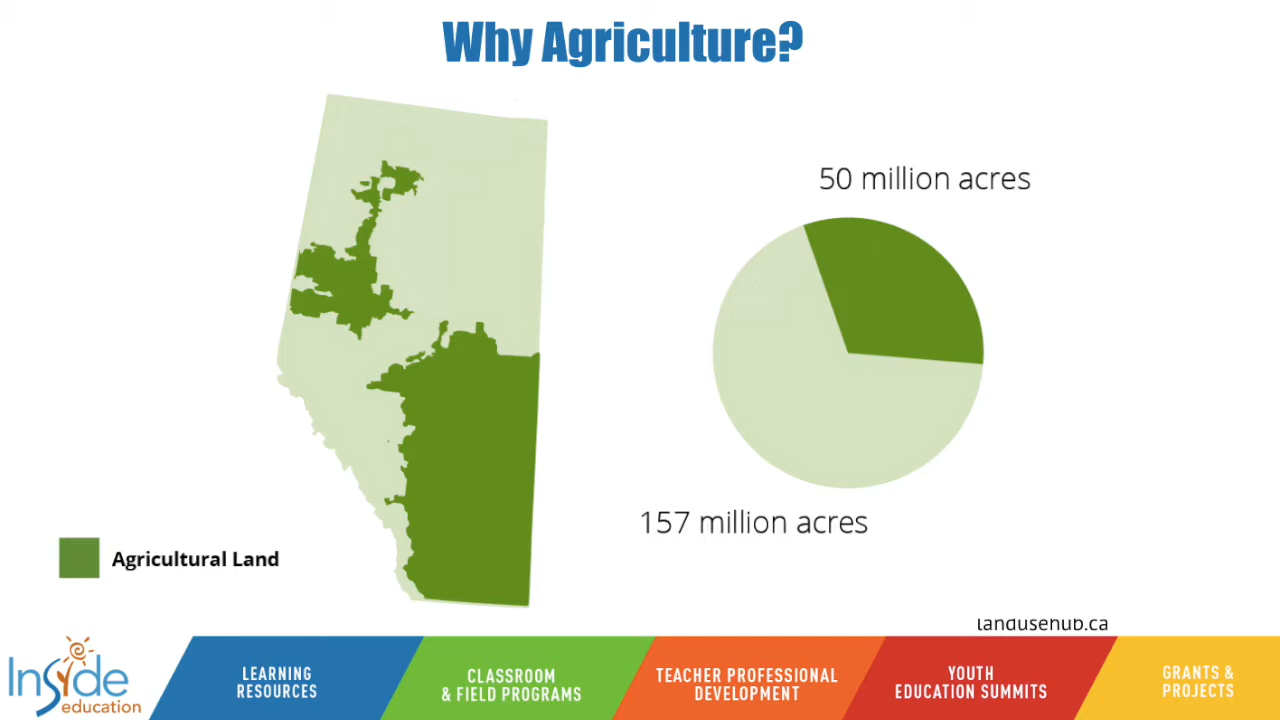 Why Agriculture?
50 million acres
157 million acres
Agricultural Land
landusehub.ca
Inside
education
LEARNING
RESOURCES
CLASSROOM
& FIELD PROGRAMS
TEACHER PROFESSIONAL
DEVELOPMENT
YOUTH
EDUCATION SUMMITS
GRANTS &
PROJECTS